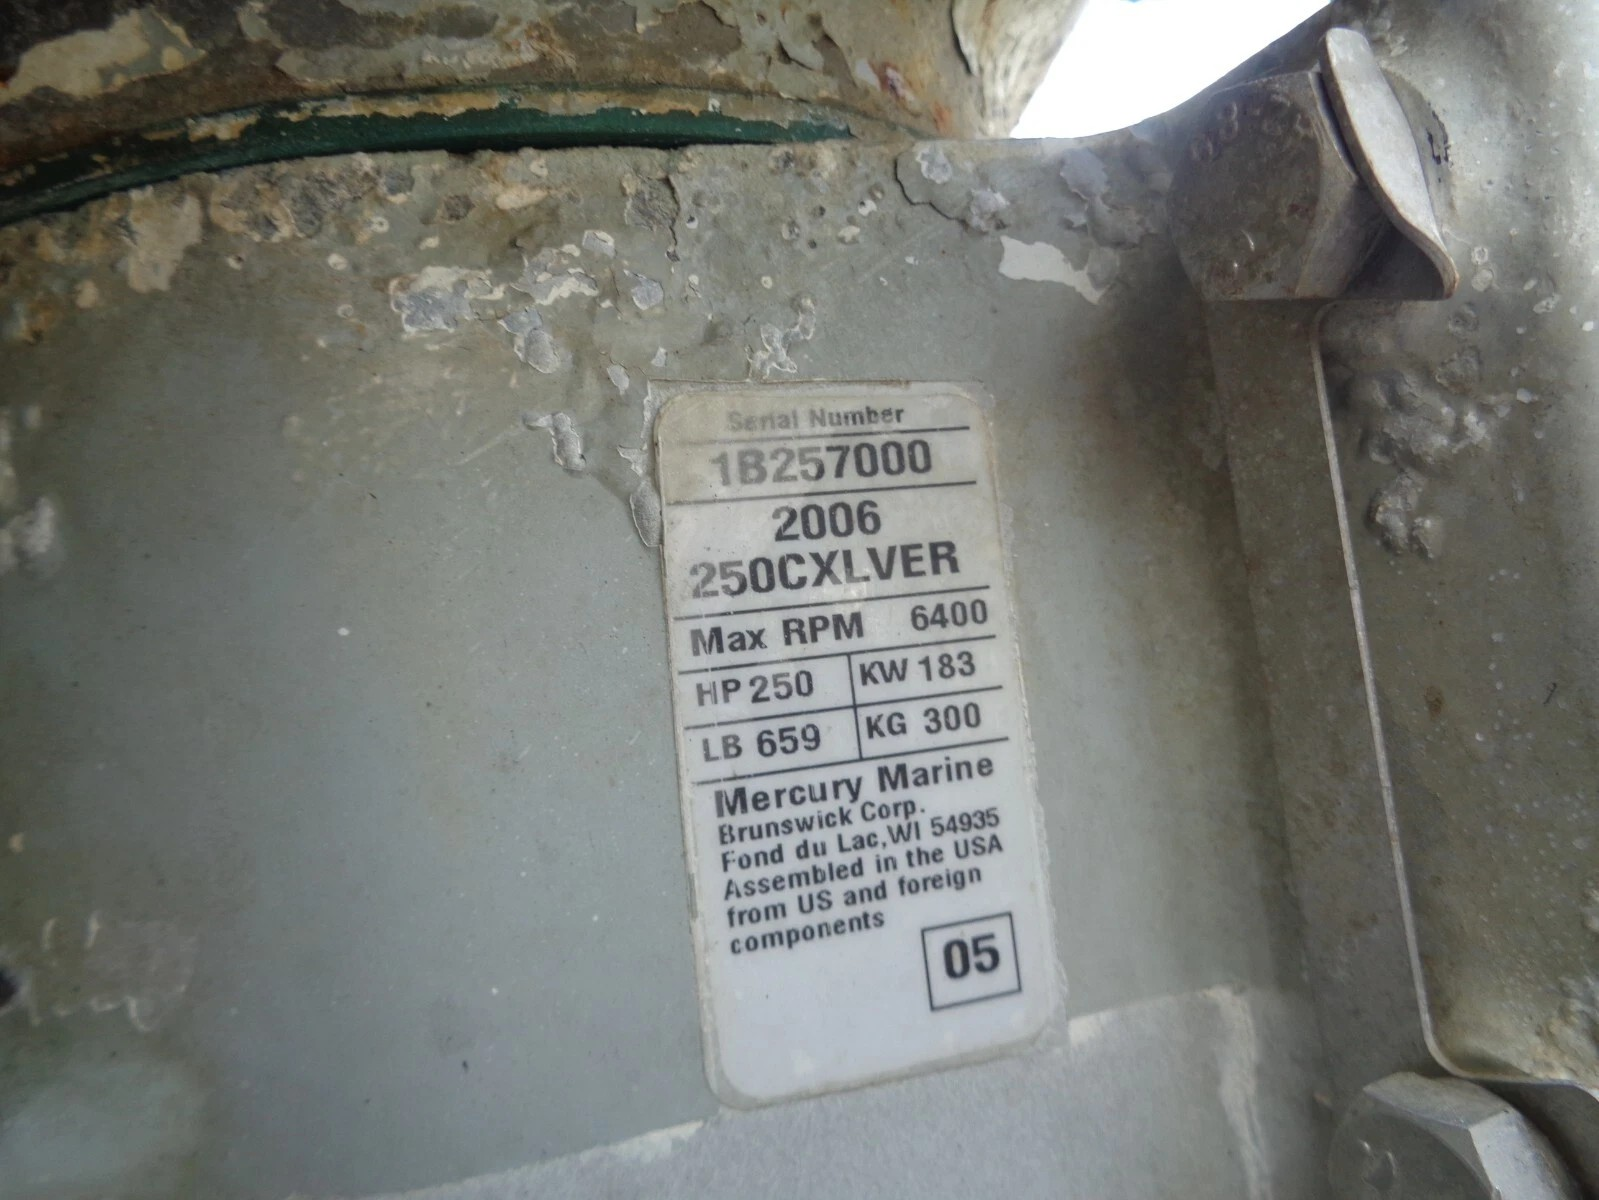 Serial Number
1B257000
2006
250CXLVER
Max RPM 6400
HP 250 KW 183
LB 659 KG 300
Mercury Marine
Brunswick Corp.
Fond du Lac, WI 54935
Assembled in the USA
from US and foreign
components
05